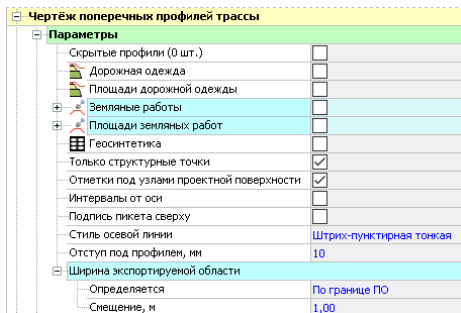 Чертёж поперечных профилей трассы
Параметры
Скрытые профили (0 шт.)
Дорожная одежда
Площади дорожной одежды
Земляные работы
Площади земляных работ
Геосинтетика
Только структурные точки
Отметки под узлами проектной поверхности
Интервалы от оси
Подпись пикета сверху
Стиль осевой линии Штрих-пунктирная тонкая
Отступ под профилем, мм 10
Ширина экспортируемой области
Определяется По границе ПО
Смещение, м 1,00